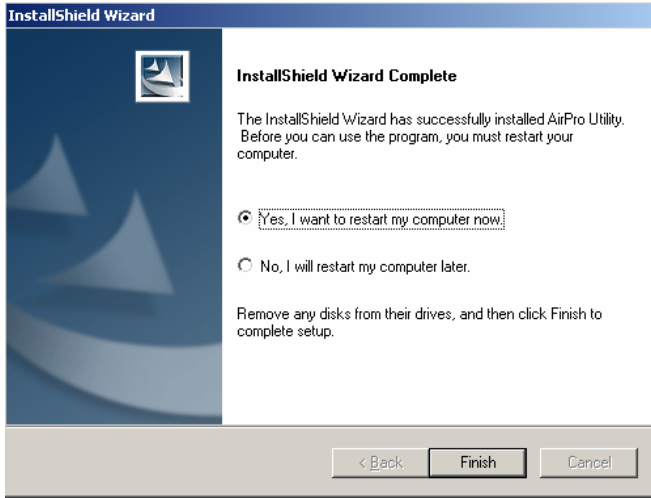 InstallShield Wizard
InstallShield Wizard Complete
The InstallShield Wizard has successfully installed AirPro Utility.
Before you can use the program, you must restart your
computer.
Yes, I want to restart my computer now.
No, I will restart my computer later.
Remove any disks from their drives, and then click Finish to
complete setup.
< Back
Finish
Cancel